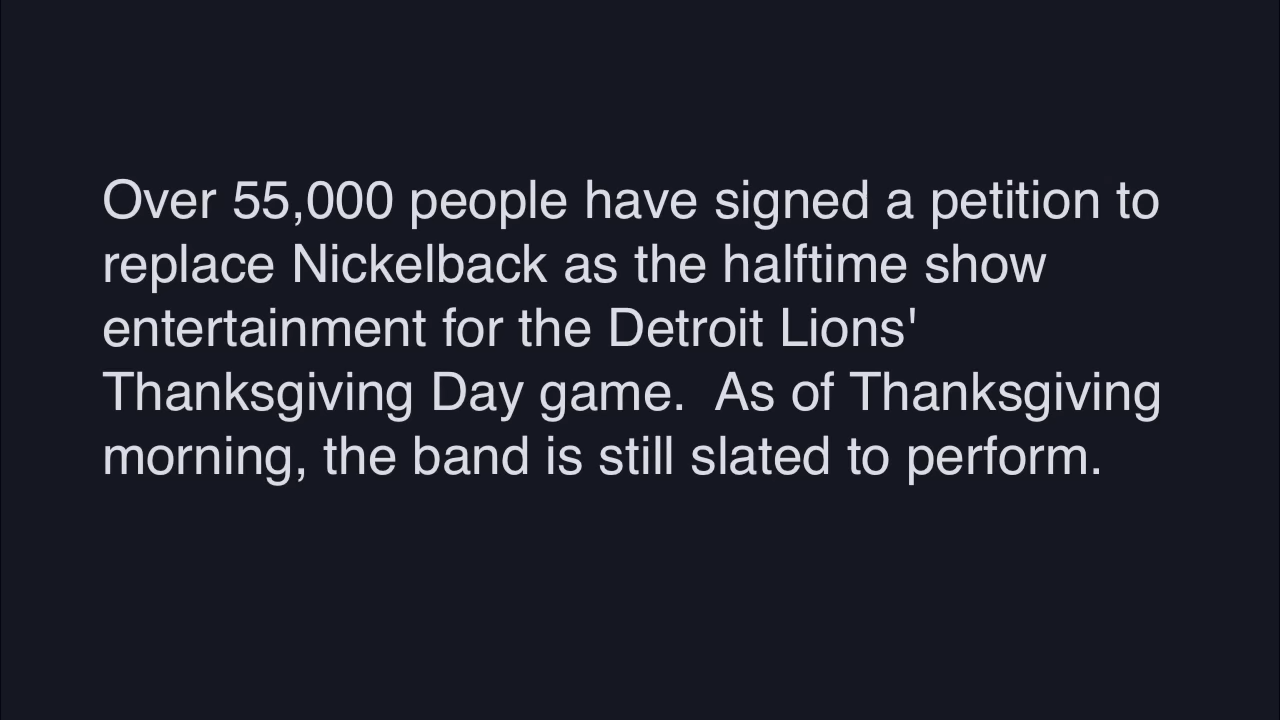 Over 55,000 people have signed a petition to
replace Nickelback as the halftime show
entertainment for the Detroit Lions'
Thanksgiving Day game.  As of Thanksgiving
morning, the band is still slated to perform.